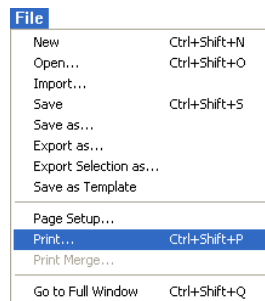 File
New Ctrl+Shift+N
Open... Ctrl+Shift+O
Import...
Save Ctrl+Shift+S
Save as...
Export as...
Export Selection as...
Save as Template
Page Setup...
Print... Ctrl+Shift+P
Print Merge...
Go to Full Window Ctrl+Shift+Q